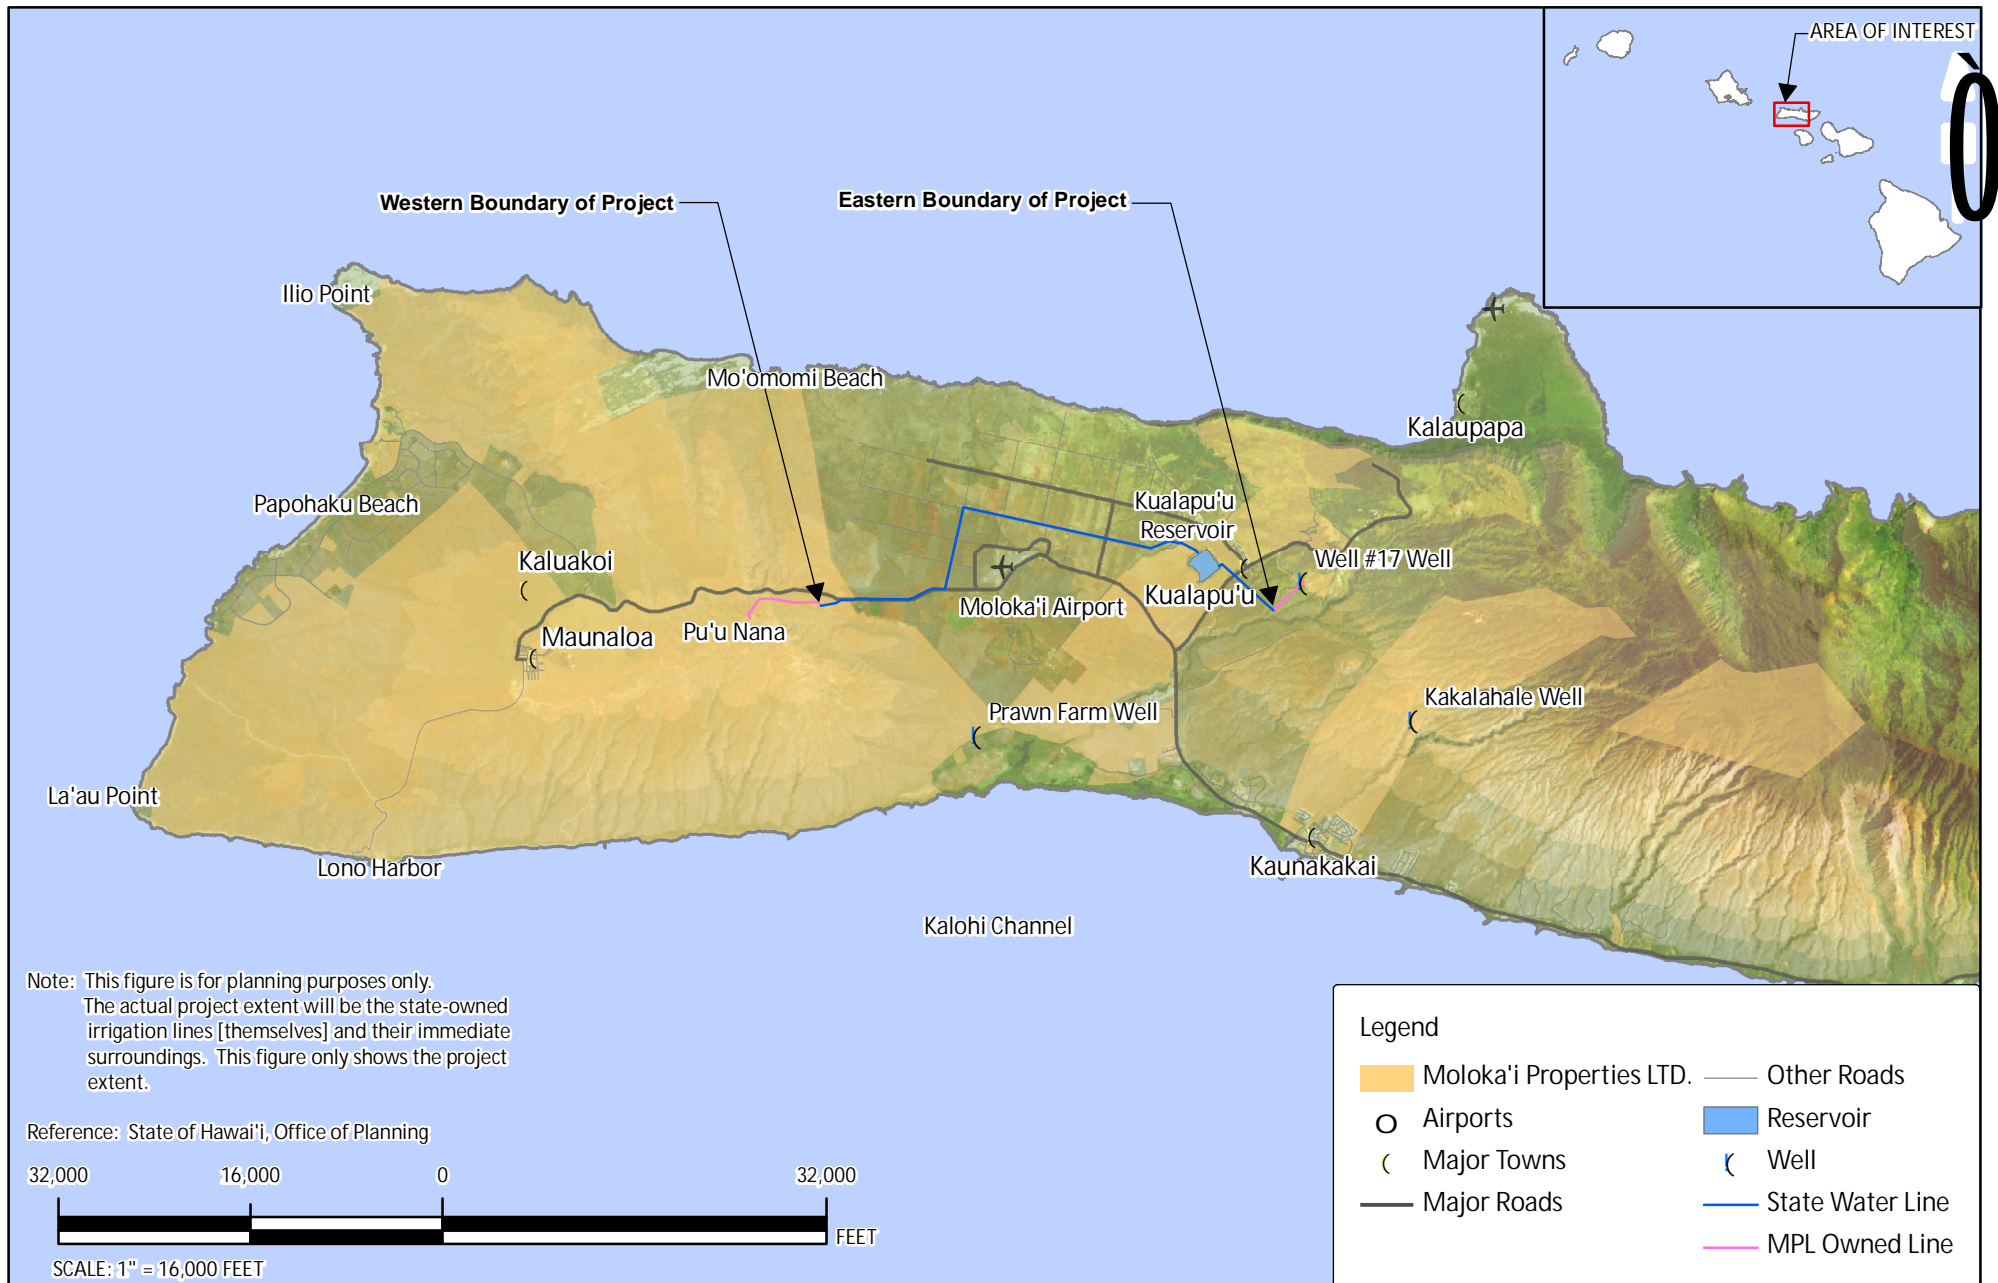 AREA OF INTEREST
Western Boundary of Project
Eastern Boundary of Project
Ilio Point
Mo'omomi Beach
Kalaupapa
Papohaku Beach
Kualapu'u
Reservoir
Kaluakoi
Well #17 Well
Kualapu'u
Moloka'i Airport
Maunaloa
Pu'u Nana
Kakalahale Well
Prawn Farm Well
La'au Point
Lono Harbor
Kaunakakai
Kalohi Channel
Note: This figure is for planning purposes only.
The actual project extent will be the state-owned
irrigation lines [themselves] and their immediate
surroundings. This figure only shows the project
extent.
Reference: State of Hawai'i, Office of Planning
32,000 16,000 0 32,000
FEET
SCALE: 1" = 16,000 FEET
Legend
Moloka'i Properties LTD.
Airports
Major Towns
Major Roads
Other Roads
Reservoir
Well
State Water Line
MPL Owned Line